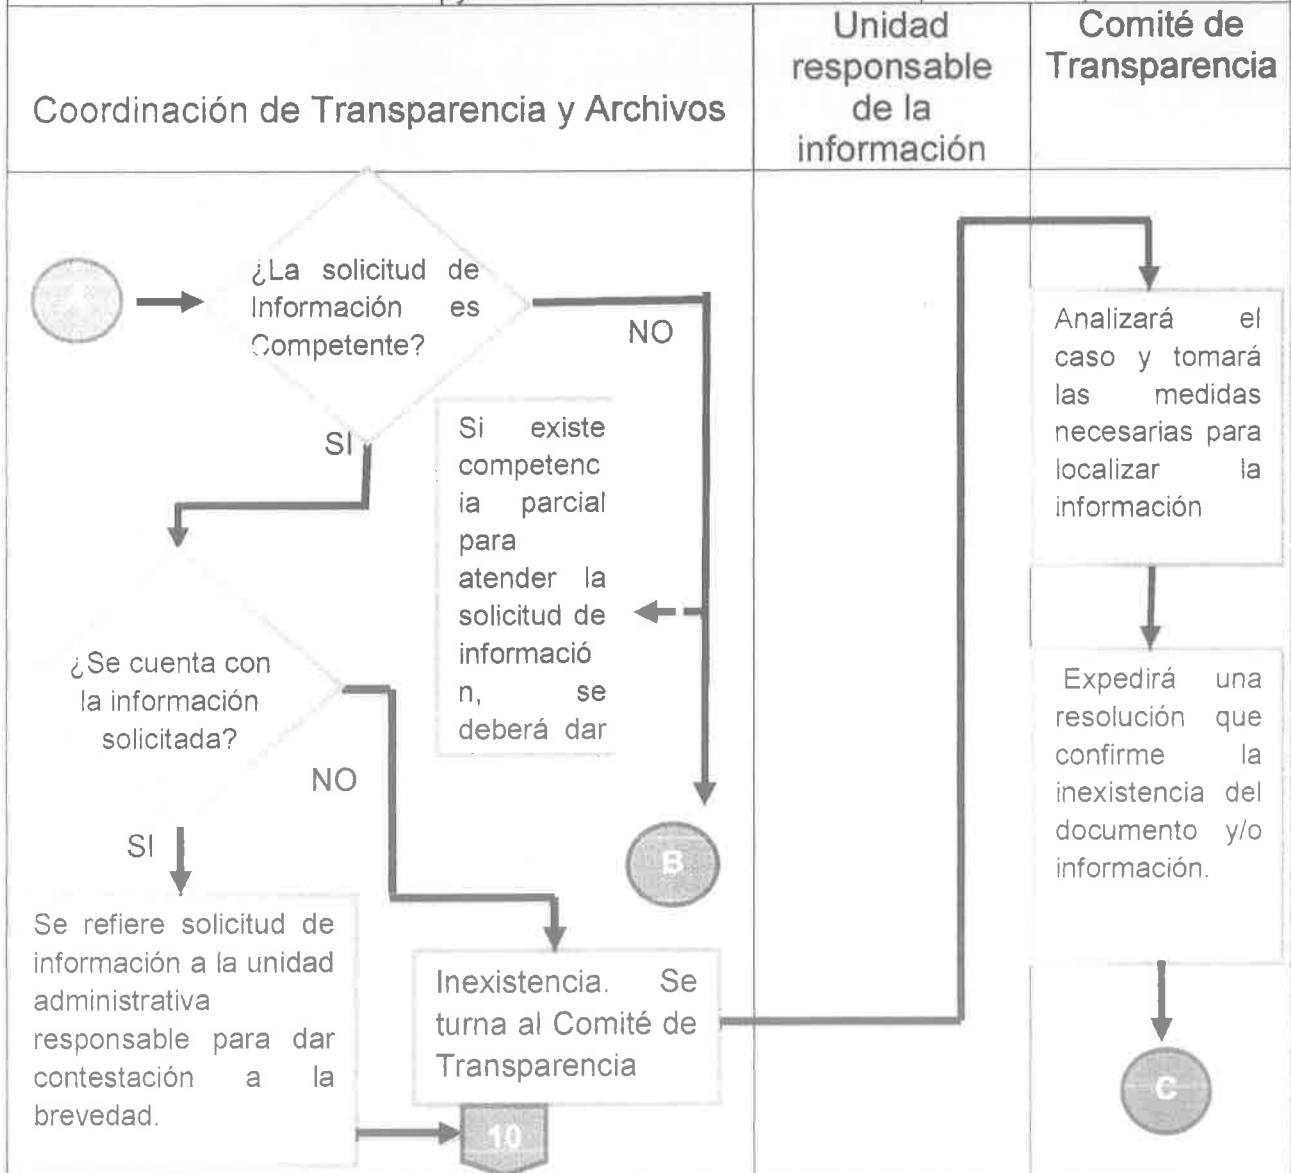 Coordinación de Transparencia y Archivos
Unidad
responsable
de la
información
Comité de
Transparencia
¿La solicitud de
Información es
Competente?
NO
SI
Si existe
competenc
ia parcial
para
atender la
solicitud de
informació
n, se
deberá dar
¿Se cuenta con
la información
solicitada?
NO
SI
B
Se refiere solicitud de
información a la unidad
administrativa
responsable para dar
contestación a la
brevedad.
Inexistencia. Se
turna al Comité de
Transparencia
10
Analizará el
caso y tomará
las medidas
necesarias para
localizar la
información
Expedirá una
resolución que
confirme la
inexistencia del
documento y/o
información.
C